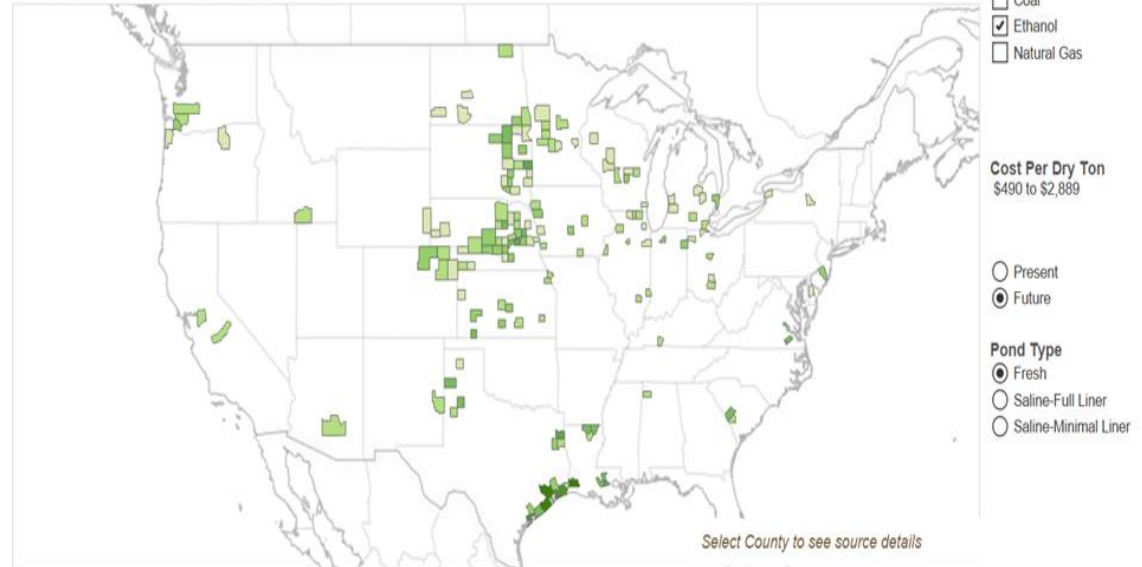 Coal
Ethanol
Natural Gas
Cost Per Dry Ton
$490 to $2,889
Present
Future
Pond Type
Fresh
Saline-Full Liner
Saline-Minimal Liner
Select County to see source details